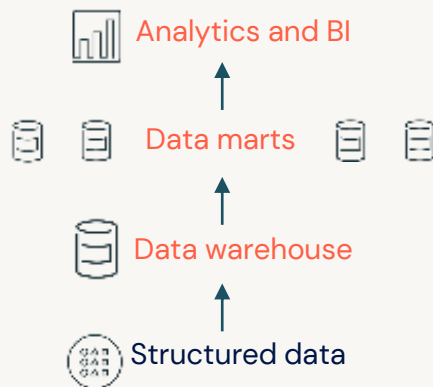 Analytics and BI
Data marts
Data warehouse
Structured data